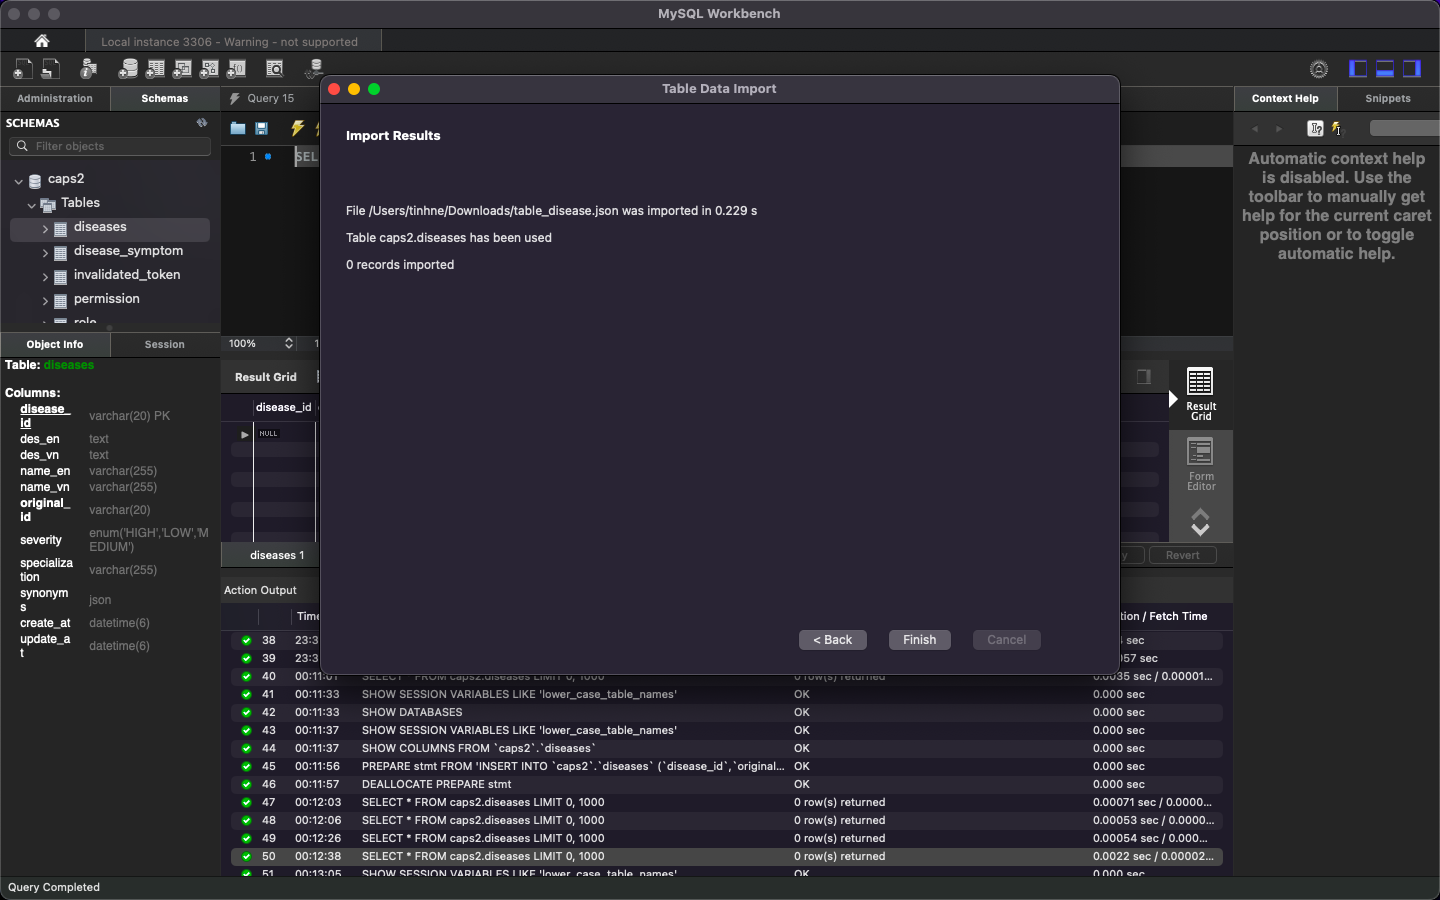 MySQL Workbench
Local instance 3306 - Warning - not supported
Administration
Schemas
Query 15
Context Help
Snippets
SCHEMAS
Filter objects
caps2
Tables
diseases
disease_symptom
invalidated_token
permission
role
Object Info
Session
Table: diseases
Columns:
disease_id varchar(20) PK
des_en text
des_vn text
name_en varchar(255)
name_vn varchar(255)
original_id varchar(20)
severity enum('HIGH','LOW','MEDIUM')
specialization varchar(255)
synonyms json
create_at datetime(6)
update_at datetime(6)
1
SEL
100%
1
Table Data Import
Import Results
File /Users/tinhne/Downloads/table_disease.json was imported in 0.229 s
Table caps2.diseases has been used
0 records imported
< Back
Finish
Cancel
Automatic context help
is disabled. Use the
toolbar to manually get
help for the current caret
position or to toggle
automatic help.
Result Grid
disease_id
NULL
Result
Grid
Form
Editor
diseases 1
y
Revert
Action Output
Time
tion / Fetch Time
38 23:3 sec
39 23:3 057 sec
40 00:11:01 SELECT * FROM caps2.diseases LIMIT 0, 1000 0 row(s) returned 0.0035 sec / 0.00001...
41 00:11:33 SHOW SESSION VARIABLES LIKE 'lower_case_table_names' OK 0.000 sec
42 00:11:33 SHOW DATABASES OK 0.000 sec
43 00:11:37 SHOW SESSION VARIABLES LIKE 'lower_case_table_names' OK 0.000 sec
44 00:11:37 SHOW COLUMNS FROM `caps2`.`diseases` OK 0.000 sec
45 00:11:56 PREPARE stmt FROM 'INSERT INTO `caps2`.`diseases` (`disease_id`,`original... OK 0.000 sec
46 00:11:57 DEALLOCATE PREPARE stmt OK 0.000 sec
47 00:12:03 SELECT * FROM caps2.diseases LIMIT 0, 1000 0 row(s) returned 0.00071 sec / 0.0000...
48 00:12:06 SELECT * FROM caps2.diseases LIMIT 0, 1000 0 row(s) returned 0.00053 sec / 0.0000...
49 00:12:26 SELECT * FROM caps2.diseases LIMIT 0, 1000 0 row(s) returned 0.00054 sec / 0.000...
50 00:12:38 SELECT * FROM caps2.diseases LIMIT 0, 1000 0 row(s) returned 0.0022 sec / 0.00002...
51 00:13:05 SHOW SESSION VARIABLES LIKE 'lower_case_table_names' OK 0.000 sec
Query Completed